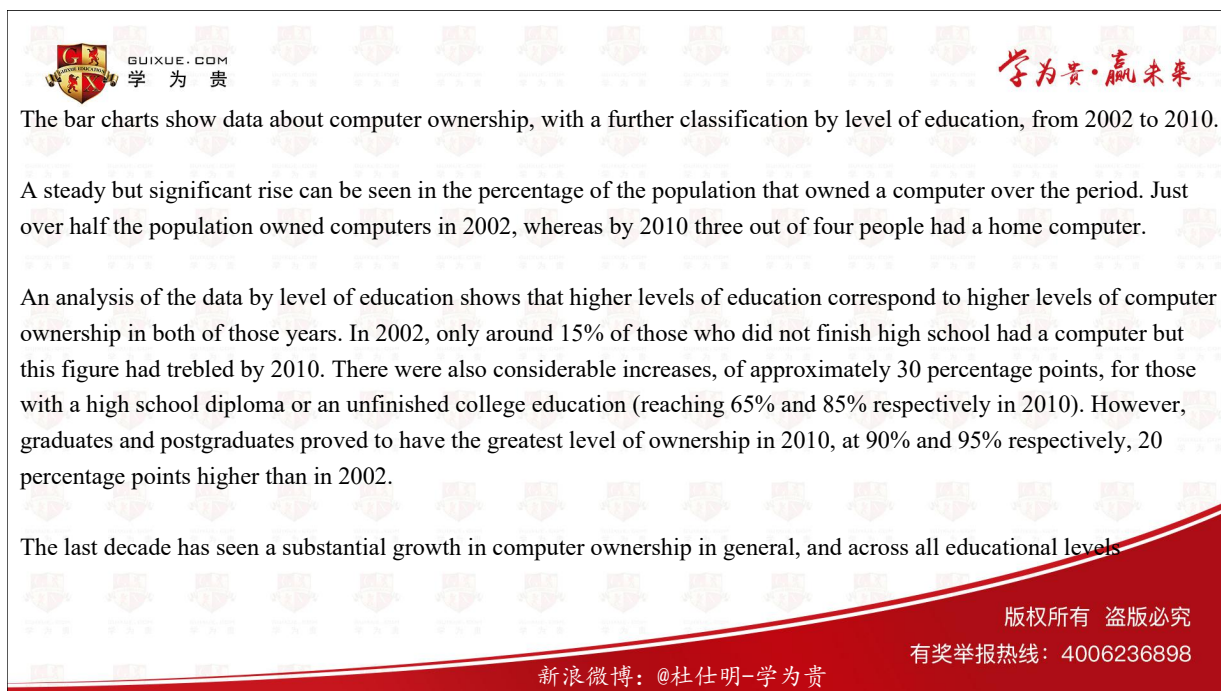 GUIXUE.COM
学为贵
学为贵·赢未来
The bar charts show data about computer ownership, with a further classification by level of education, from 2002 to 2010.
A steady but significant rise can be seen in the percentage of the population that owned a computer over the period. Just
over half the population owned computers in 2002, whereas by 2010 three out of four people had a home computer.
An analysis of the data by level of education shows that higher levels of education correspond to higher levels of computer
ownership in both of those years. In 2002, only around 15% of those who did not finish high school had a computer but
this figure had trebled by 2010. There were also considerable increases, of approximately 30 percentage points, for those
with a high school diploma or an unfinished college education (reaching 65% and 85% respectively in 2010). However,
graduates and postgraduates proved to have the greatest level of ownership in 2010, at 90% and 95% respectively, 20
percentage points higher than in 2002.
The last decade has seen a substantial growth in computer ownership in general, and across all educational levels
版权所有 盗版必究
有奖举报热线：4006236898
新浪微博：@杜仕明-学为贵